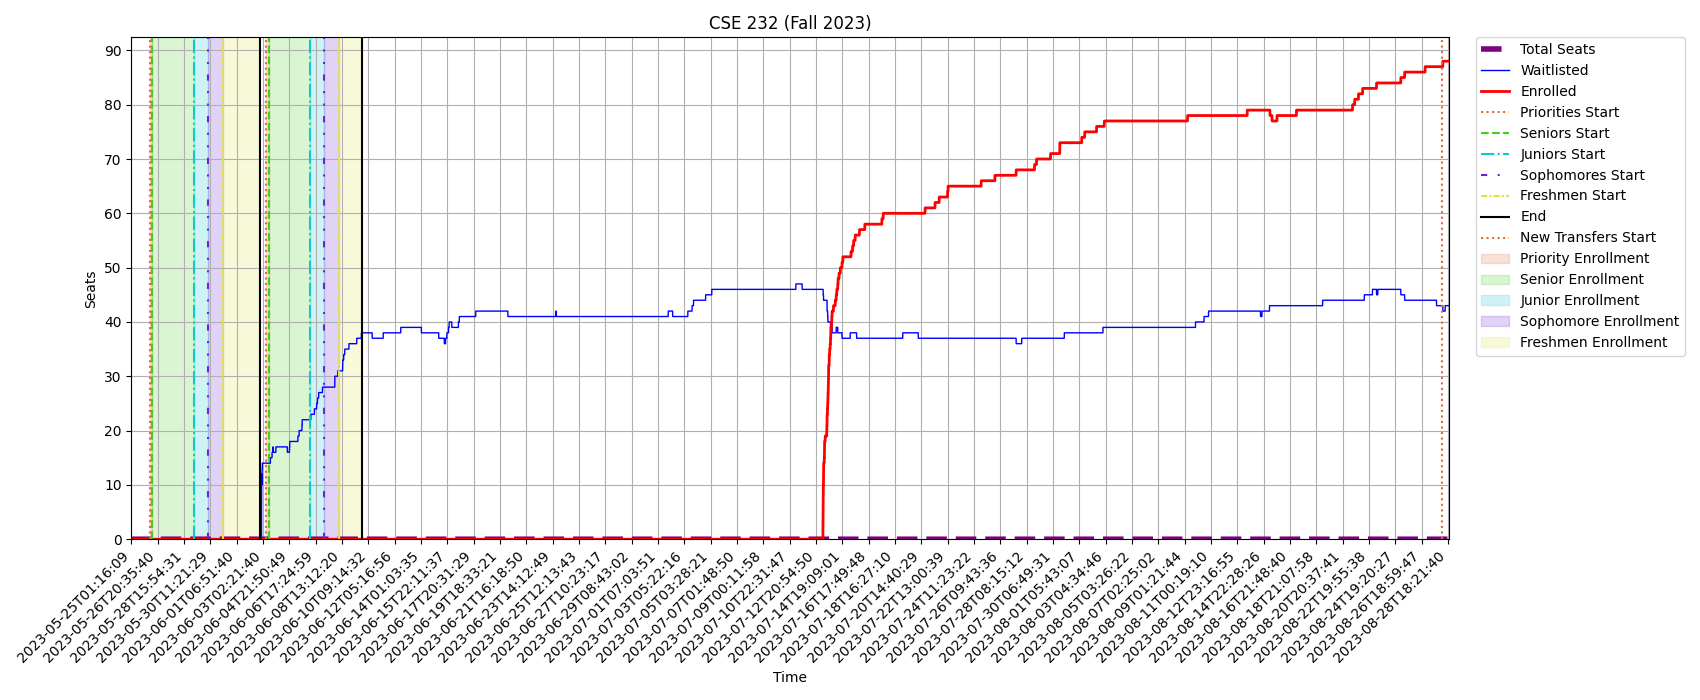 CSE 232 (Fall 2023)
Seats
90
80
70
60
50
40
30
20
10
0
2023-05-25T01:16:09
2023-05-26T20:35:40
2023-05-28T15:54:31
2023-05-30T11:21:29
2023-06-01T06:51:40
2023-06-03T02:21:40
2023-06-04T21:50:49
2023-06-06T17:24:59
2023-06-08T13:12:20
2023-06-10T09:14:32
2023-06-12T05:16:56
2023-06-14T01:03:35
2023-06-15T22:11:37
2023-06-17T20:31:29
2023-06-19T18:33:21
2023-06-21T16:18:50
2023-06-23T14:12:49
2023-06-25T12:13:43
2023-06-27T10:23:17
2023-06-29T08:43:02
2023-07-01T07:03:51
2023-07-03T05:22:16
2023-07-05T03:28:21
2023-07-07T01:48:50
2023-07-09T00:11:58
2023-07-10T22:31:47
2023-07-12T20:54:50
2023-07-14T19:09:01
2023-07-16T17:49:48
2023-07-18T16:27:10
2023-07-20T14:40:29
2023-07-22T13:00:39
2023-07-24T11:23:22
2023-07-26T09:43:36
2023-07-28T08:15:12
2023-07-30T06:49:31
2023-08-01T05:43:07
2023-08-03T04:34:46
2023-08-05T03:26:22
2023-08-07T02:25:02
2023-08-09T01:21:44
2023-08-11T00:19:10
2023-08-12T23:16:55
2023-08-14T22:28:26
2023-08-16T21:48:40
2023-08-18T21:07:58
2023-08-20T20:37:41
2023-08-22T19:55:38
2023-08-24T19:20:27
2023-08-26T18:59:47
2023-08-28T18:21:40
Time
Total Seats
Waitlisted
Enrolled
Priorities Start
Seniors Start
Juniors Start
Sophomores Start
Freshmen Start
End
New Transfers Start
Priority Enrollment
Senior Enrollment
Junior Enrollment
Sophomore Enrollment
Freshmen Enrollment